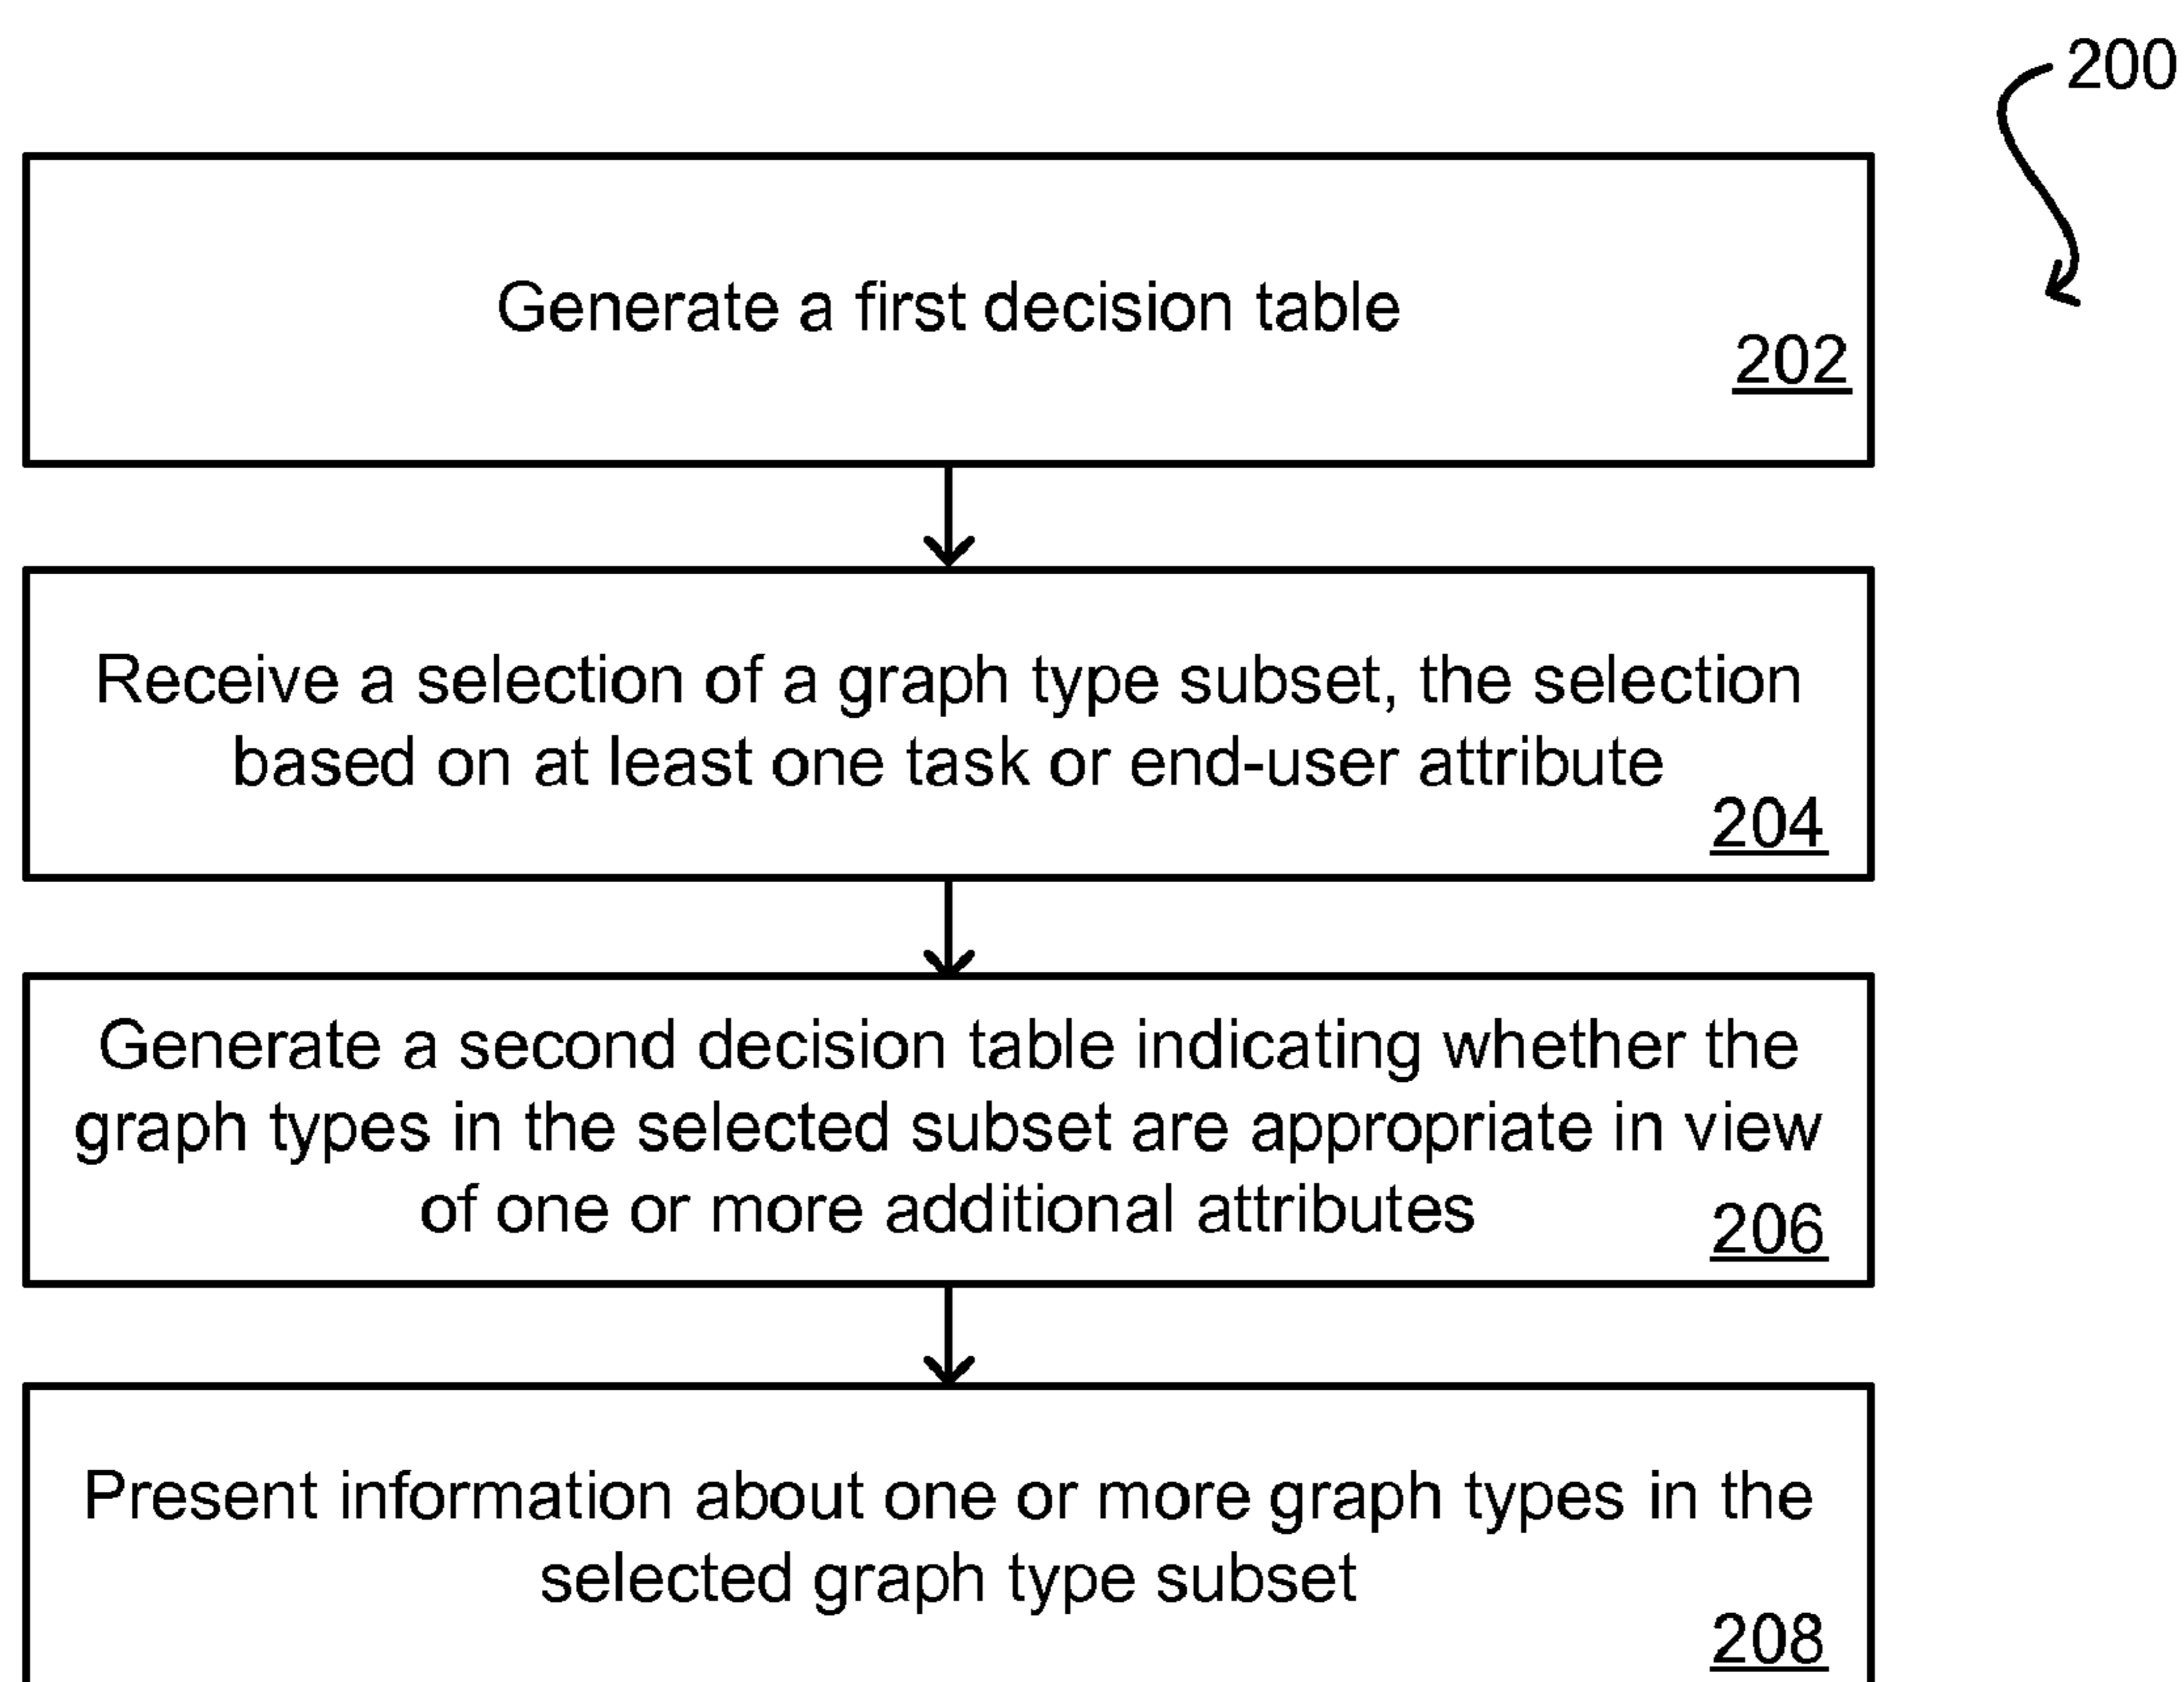 200
Generate a first decision table
202
Receive a selection of a graph type subset, the selection
based on at least one task or end-user attribute
204
Generate a second decision table indicating whether the
graph types in the selected subset are appropriate in view
of one or more additional attributes
206
Present information about one or more graph types in the
selected graph type subset
208